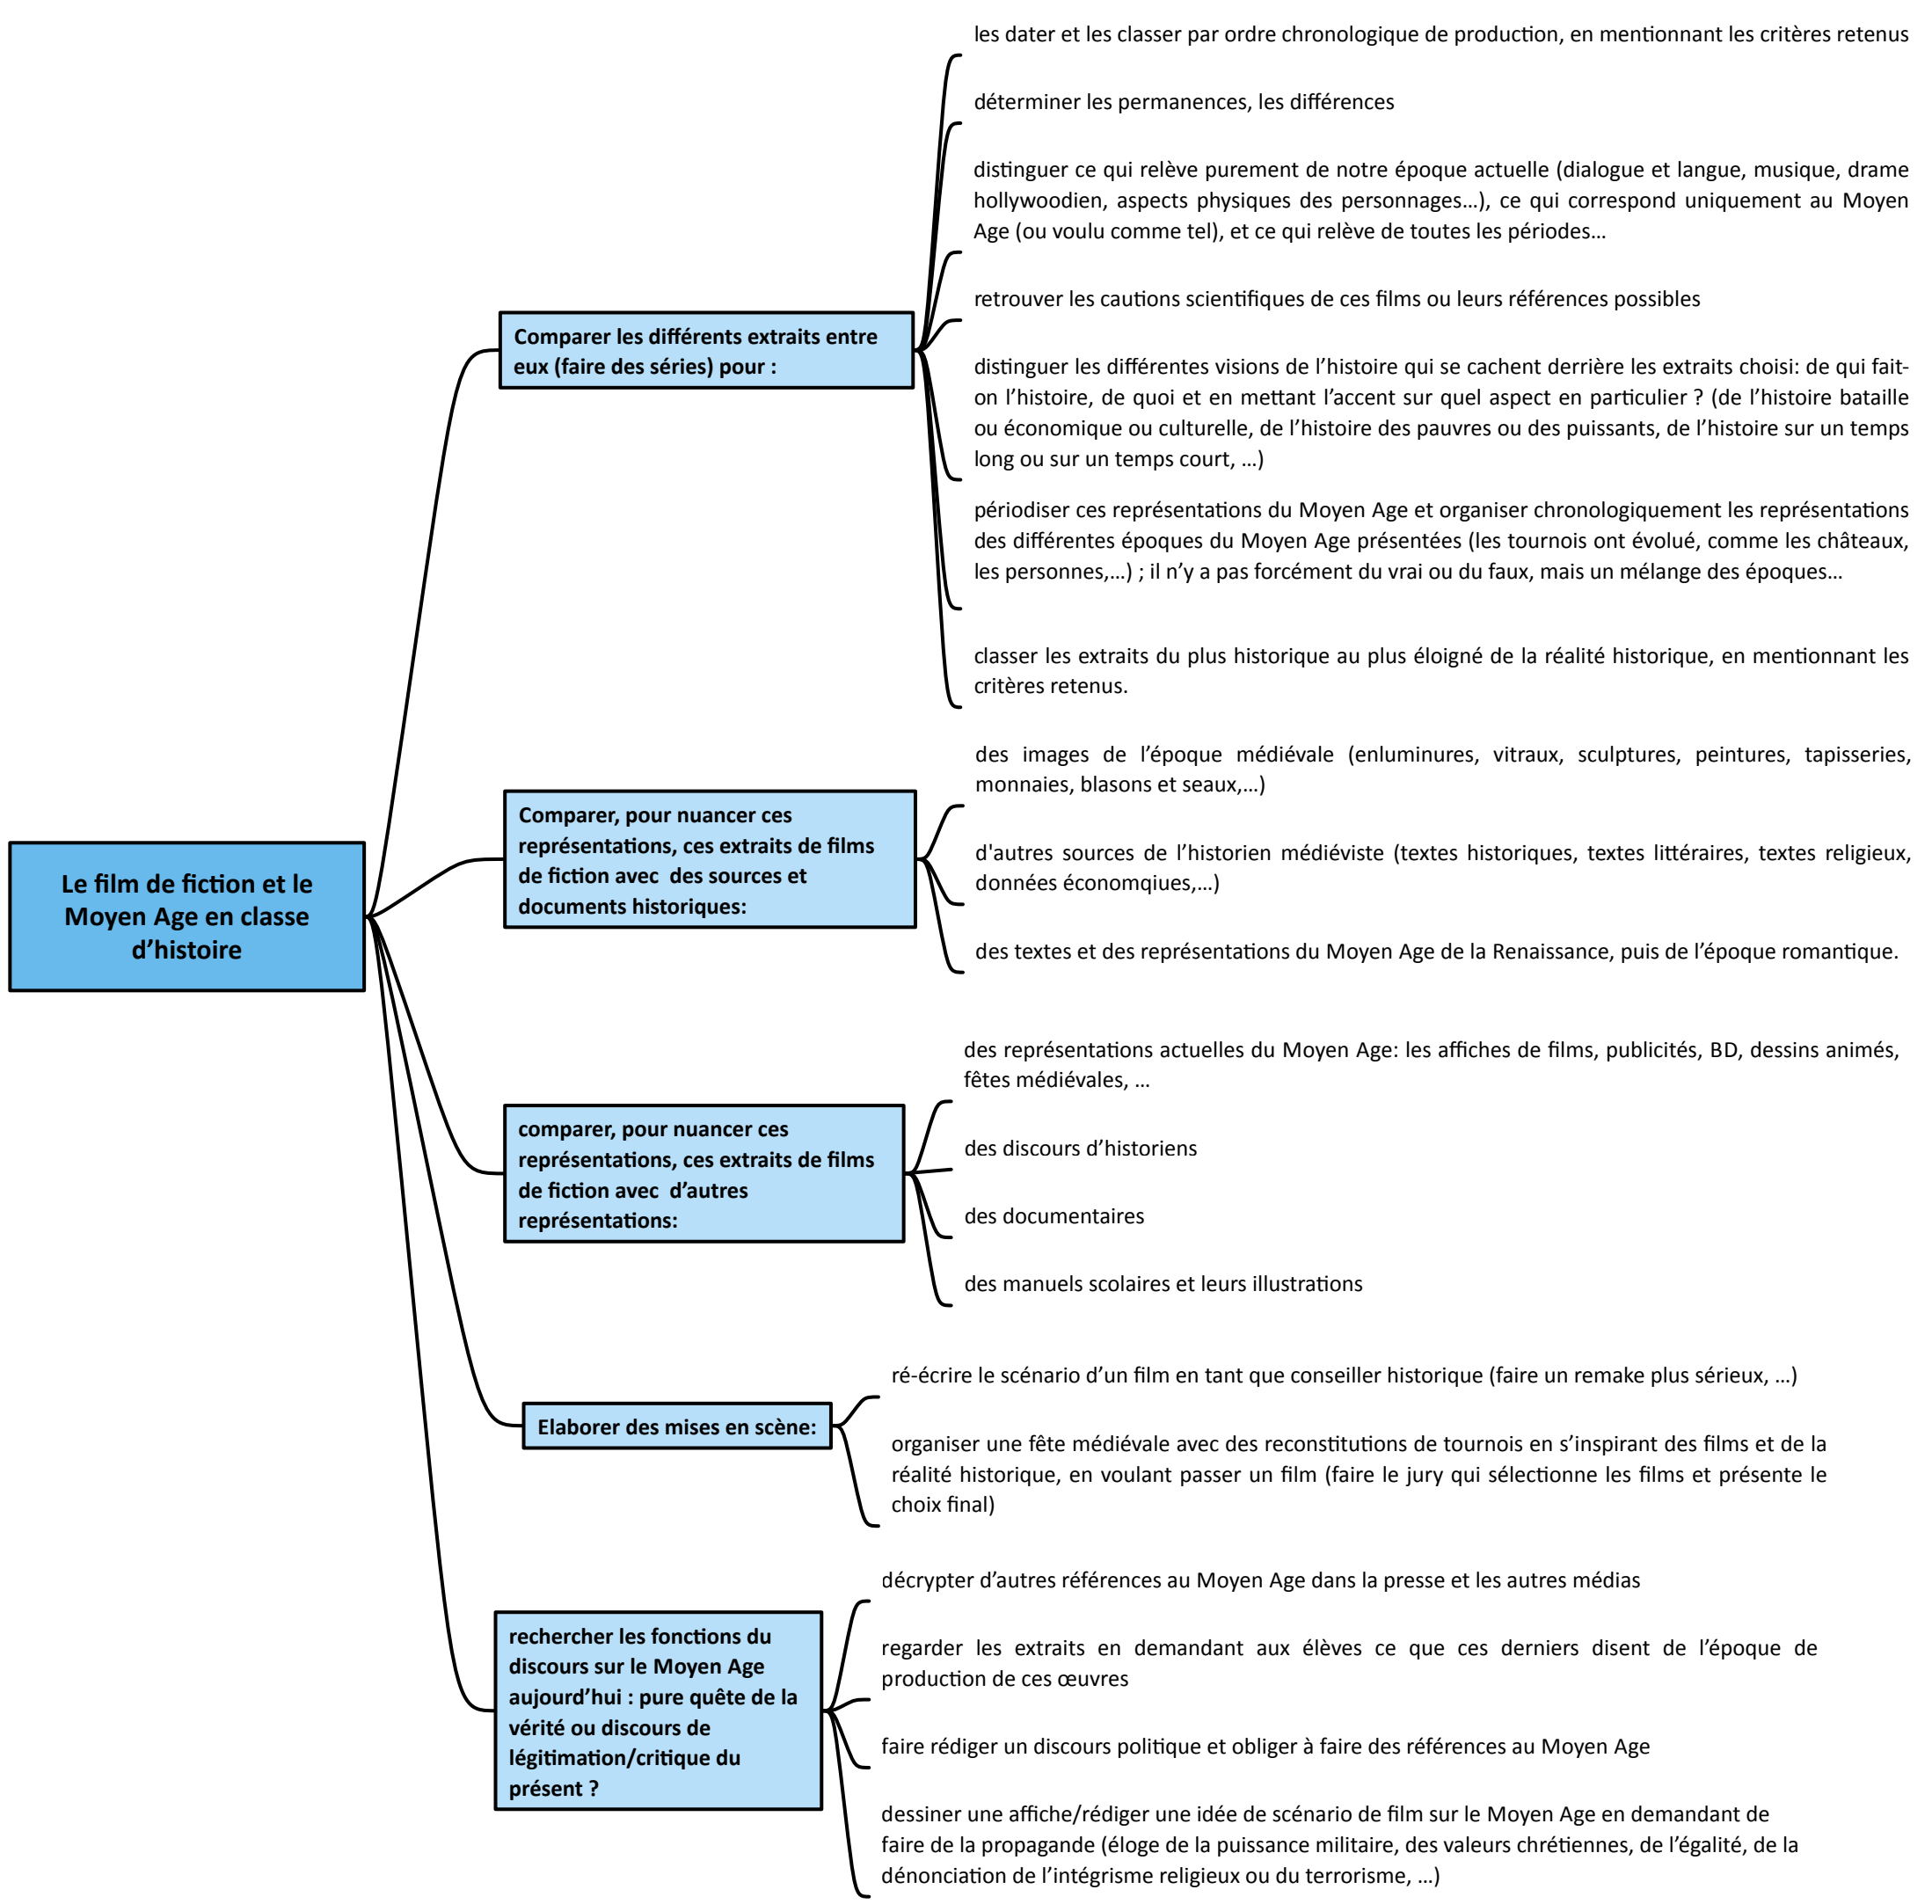 Le film de fiction et le
Moyen Age en classe
d’histoire
Comparer les différents extraits entre
eux (faire des séries) pour :
les dater et les classer par ordre chronologique de production, en mentionnant les critères retenus
déterminer les permanences, les différences
distinguer ce qui relève purement de notre époque actuelle (dialogue et langue, musique, drame
hollywoodien, aspects physiques des personnages…), ce qui correspond uniquement au Moyen
Age (ou voulu comme tel), et ce qui relève de toutes les périodes…
retrouver les cautions scientifiques de ces films ou leurs références possibles
distinguer les différentes visions de l’histoire qui se cachent derrière les extraits choisi: de qui fait-
on l’histoire, de quoi et en mettant l’accent sur quel aspect en particulier ? (de l’histoire bataille
ou économique ou culturelle, de l’histoire des pauvres ou des puissants, de l’histoire sur un temps
long ou sur un temps court, …)
périodiser ces représentations du Moyen Age et organiser chronologiquement les représentations
des différentes époques du Moyen Age présentées (les tournois ont évolué, comme les châteaux,
les personnes,…) ; il n’y a pas forcément du vrai ou du faux, mais un mélange des époques…
classer les extraits du plus historique au plus éloigné de la réalité historique, en mentionnant les
critères retenus.
Comparer, pour nuancer ces
représentations, ces extraits de films
de fiction avec des sources et
documents historiques:
des images de l’époque médiévale (enluminures, vitraux, sculptures, peintures, tapisseries,
monnaies, blasons et seaux,…)
d'autres sources de l’historien médiéviste (textes historiques, textes littéraires, textes religieux,
données économqiues,…)
des textes et des représentations du Moyen Age de la Renaissance, puis de l’époque romantique.
comparer, pour nuancer ces
représentations, ces extraits de films
de fiction avec d’autres
représentations:
des représentations actuelles du Moyen Age: les affiches de films, publicités, BD, dessins animés,
fêtes médiévales, …
des discours d’historiens
des documentaires
des manuels scolaires et leurs illustrations
Elaborer des mises en scène:
ré-écrire le scénario d’un film en tant que conseiller historique (faire un remake plus sérieux, …)
organiser une fête médiévale avec des reconstitutions de tournois en s’inspirant des films et de la
réalité historique, en voulant passer un film (faire le jury qui sélectionne les films et présente le
choix final)
rechercher les fonctions du
discours sur le Moyen Age
aujourd’hui : pure quête de la
vérité ou discours de
légitimation/critique du
présent ?
décrypter d’autres références au Moyen Age dans la presse et les autres médias
regarder les extraits en demandant aux élèves ce que ces derniers disent de l’époque de
production de ces œuvres
faire rédiger un discours politique et obliger à faire des références au Moyen Age
dessiner une affiche/rédiger une idée de scénario de film sur le Moyen Age en demandant de
faire de la propagande (éloge de la puissance militaire, des valeurs chrétiennes, de l’égalité, de la
dénonciation de l’intégrisme religieux ou du terrorisme, …)